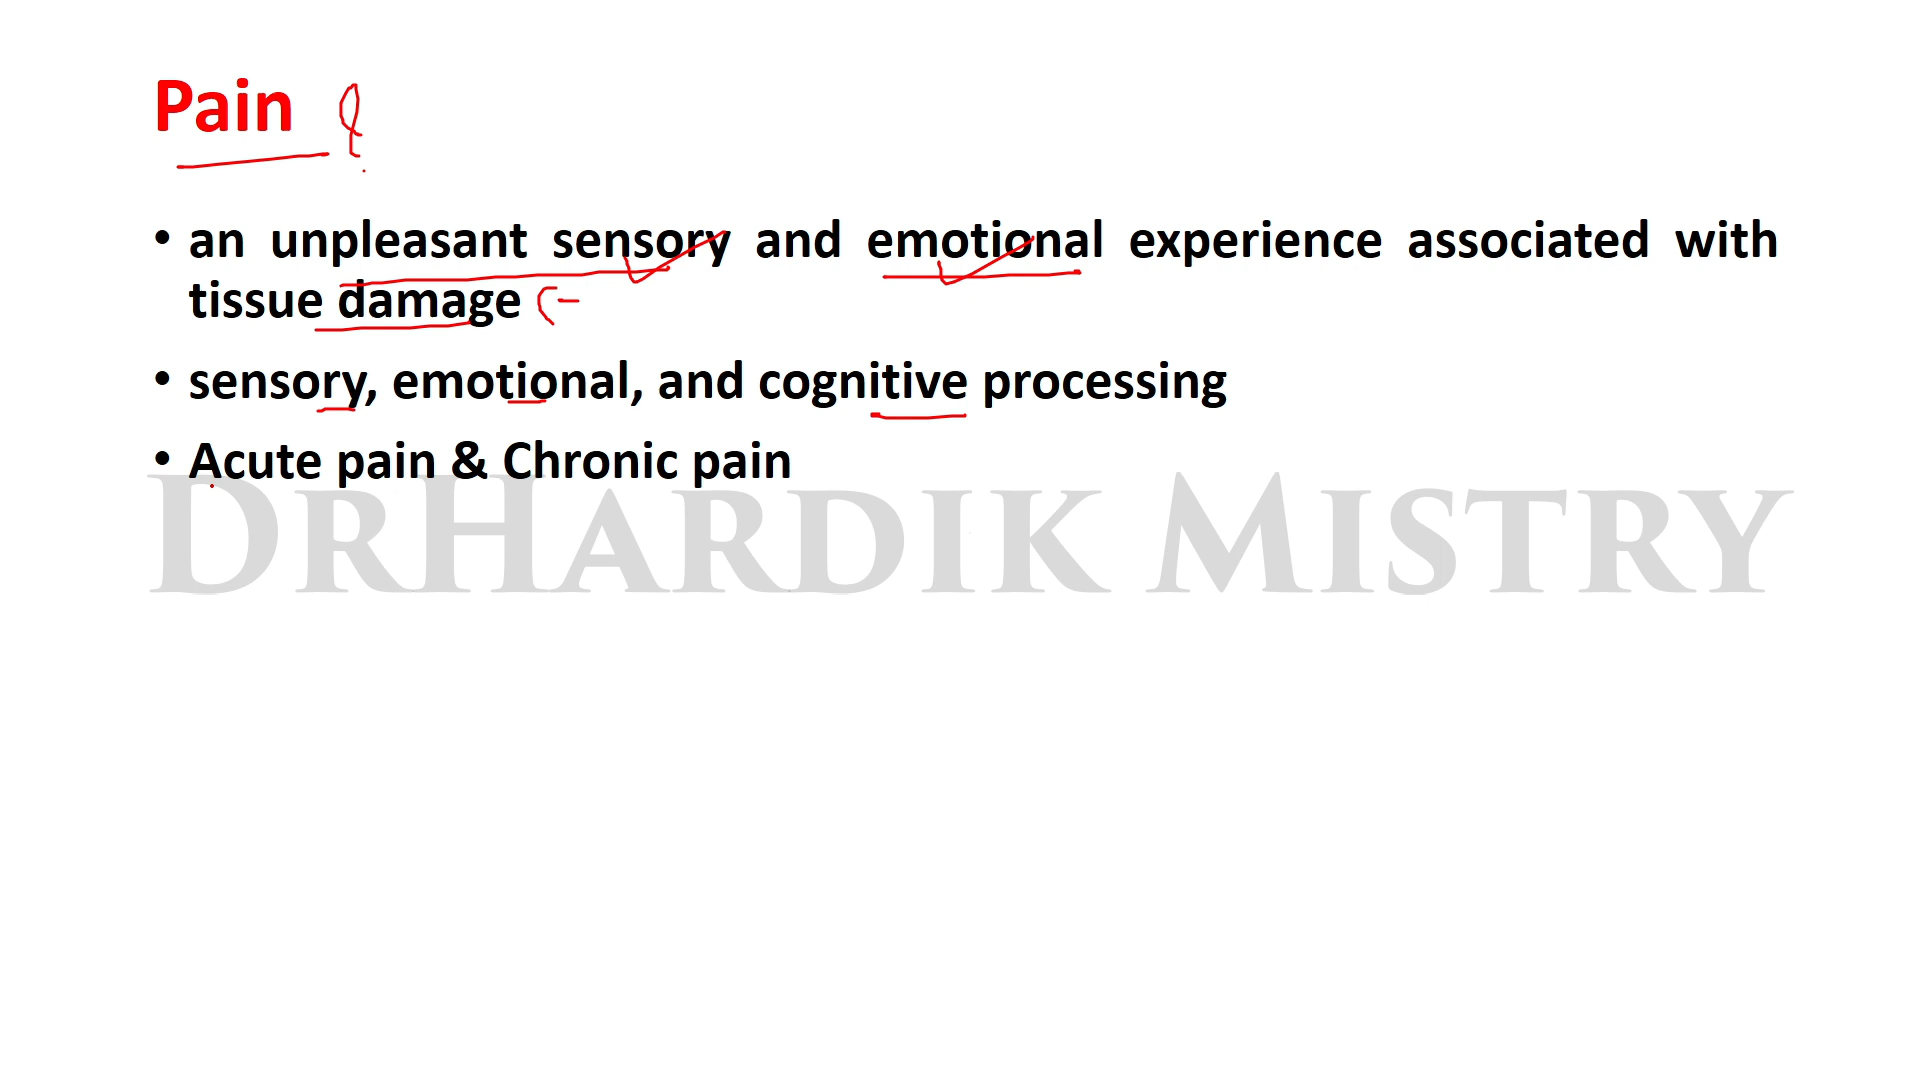 Pain
• an unpleasant sensory and emotional experience associated with
tissue damage
• sensory, emotional, and cognitive processing
• Acute pain & Chronic pain
DRHARDIK MISTRY